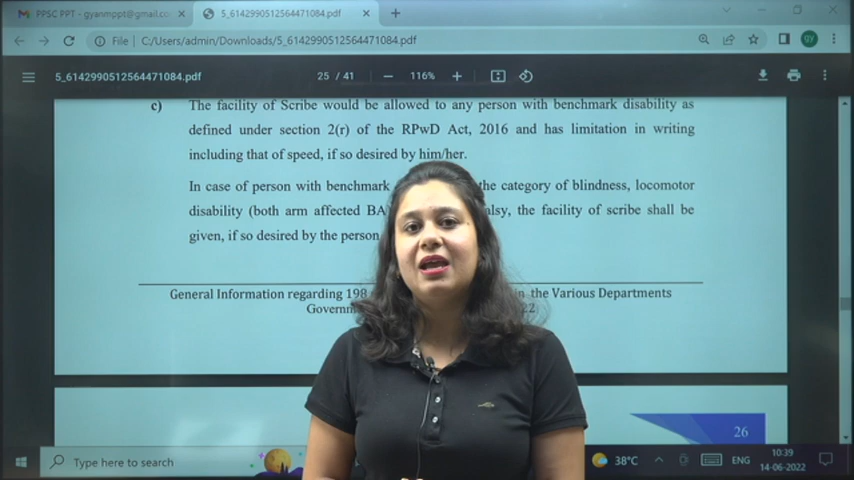 PPSC PPT - gyanmppt@gmail.co
5_6142990512564471084.pdf
File C:/Users/admin/Downloads/5_6142990512564471084.pdf
gy
5_6142990512564471084.pdf 25 / 41 116%
c) The facility of Scribe would be allowed to any person with benchmark disability as
defined under section 2(r) of the RPwD Act, 2016 and has limitation in writing
including that of speed, if so desired by him/her.
In case of person with benchmark the category of blindness, locomotor
disability (both arm affected BA alsy, the facility of scribe shall be
given, if so desired by the person
General Information regarding 198 the Various Departments
Governm 22
26
Type here to search
38°C
ENG
10:39
14-06-2022